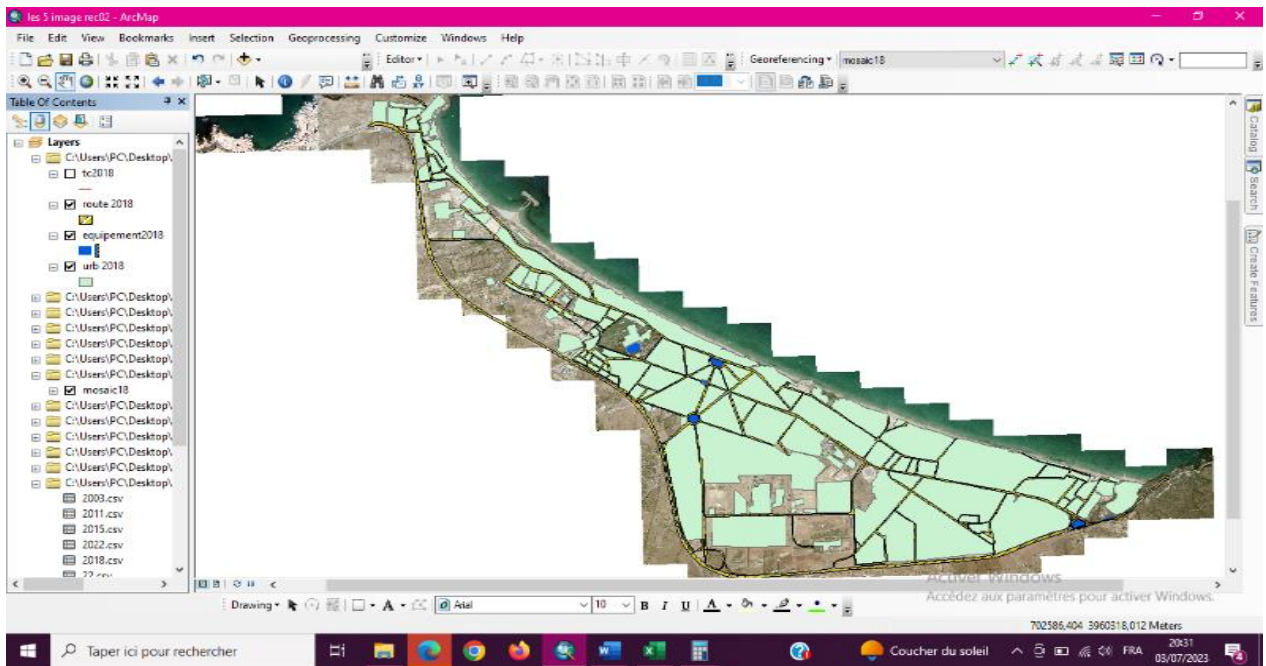 les 5 image rec02 - ArcMap
File Edit View Bookmarks Insert Selection Geoprocessing Customize Windows Help
Editor
Georeferencing mosaic18
Table Of Contents
Layers
C:\Users\PC\Desktop\
tc2018
route 2018
equipement2018
urb 2018
C:\Users\PC\Desktop\
C:\Users\PC\Desktop\
C:\Users\PC\Desktop\
C:\Users\PC\Desktop\
C:\Users\PC\Desktop\
C:\Users\PC\Desktop\
mosaic18
C:\Users\PC\Desktop\
C:\Users\PC\Desktop\
C:\Users\PC\Desktop\
C:\Users\PC\Desktop\
C:\Users\PC\Desktop\
C:\Users\PC\Desktop\
2003.csv
2011.csv
2015.csv
2022.csv
2018.csv
Catalog
Search
Create Features
Activer Windows
Accédez aux paramètres pour activer Windows.
Drawing A Arial 10 B I U A
702586,404 3960318,012 Meters
Taper ici pour rechercher
Coucher du soleil
FRA
20:31
03/07/2023
4